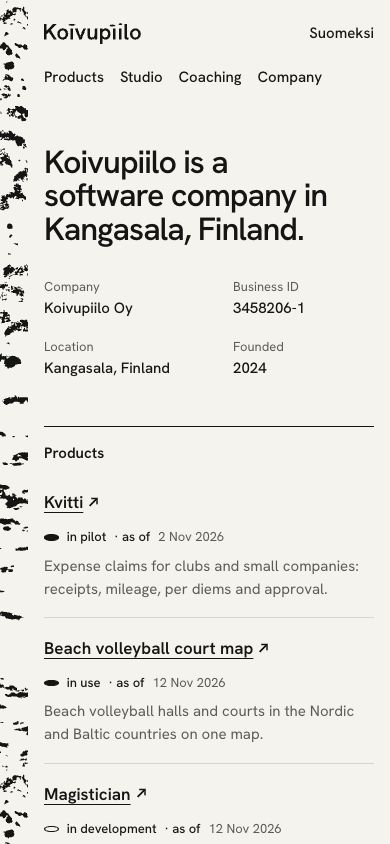 Koīvupīilo
Suomeksi
Products Studio Coaching Company
Koivupiilo is a
software company in
Kangasala, Finland.
Company
Koivupiilo Oy
Business ID
3458206-1
Location
Kangasala, Finland
Founded
2024
Products
Kvitti ↗
in pilot · as of 2 Nov 2026
Expense claims for clubs and small companies:
receipts, mileage, per diems and approval.
Beach volleyball court map ↗
in use · as of 12 Nov 2026
Beach volleyball halls and courts in the Nordic
and Baltic countries on one map.
Magistician ↗
in development · as of 12 Nov 2026